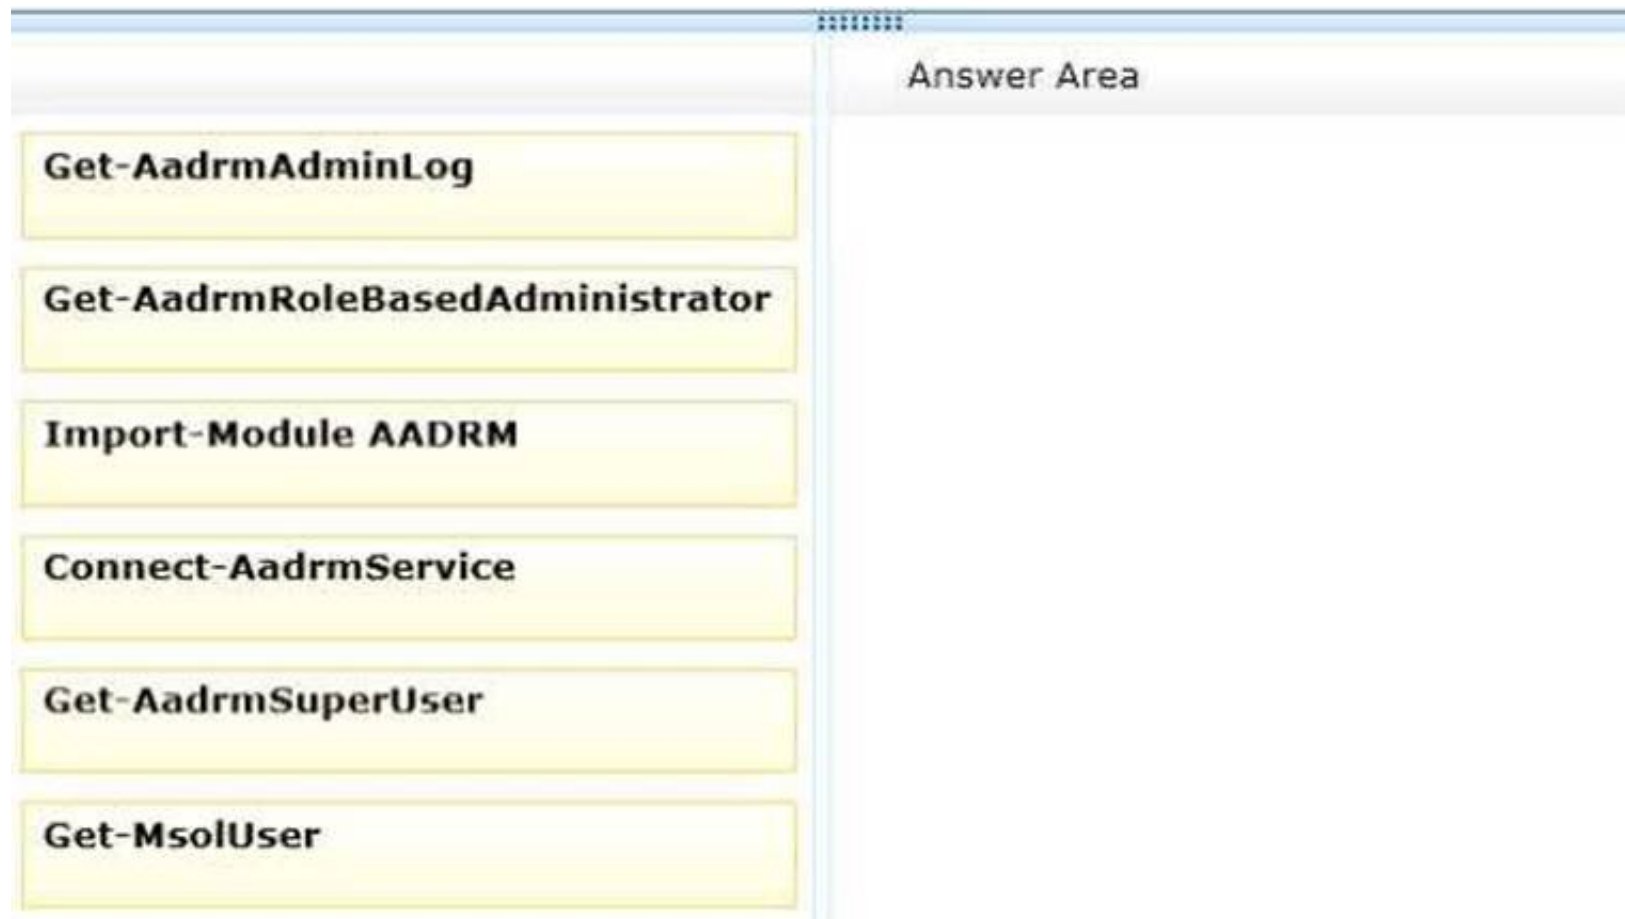 Answer Area
Get-AadrmAdminLog
Get-AadrmRoleBasedAdministrator
Import-Module AADRM
Connect-AadrmService
Get-AadrmSuperUser
Get-MsolUser